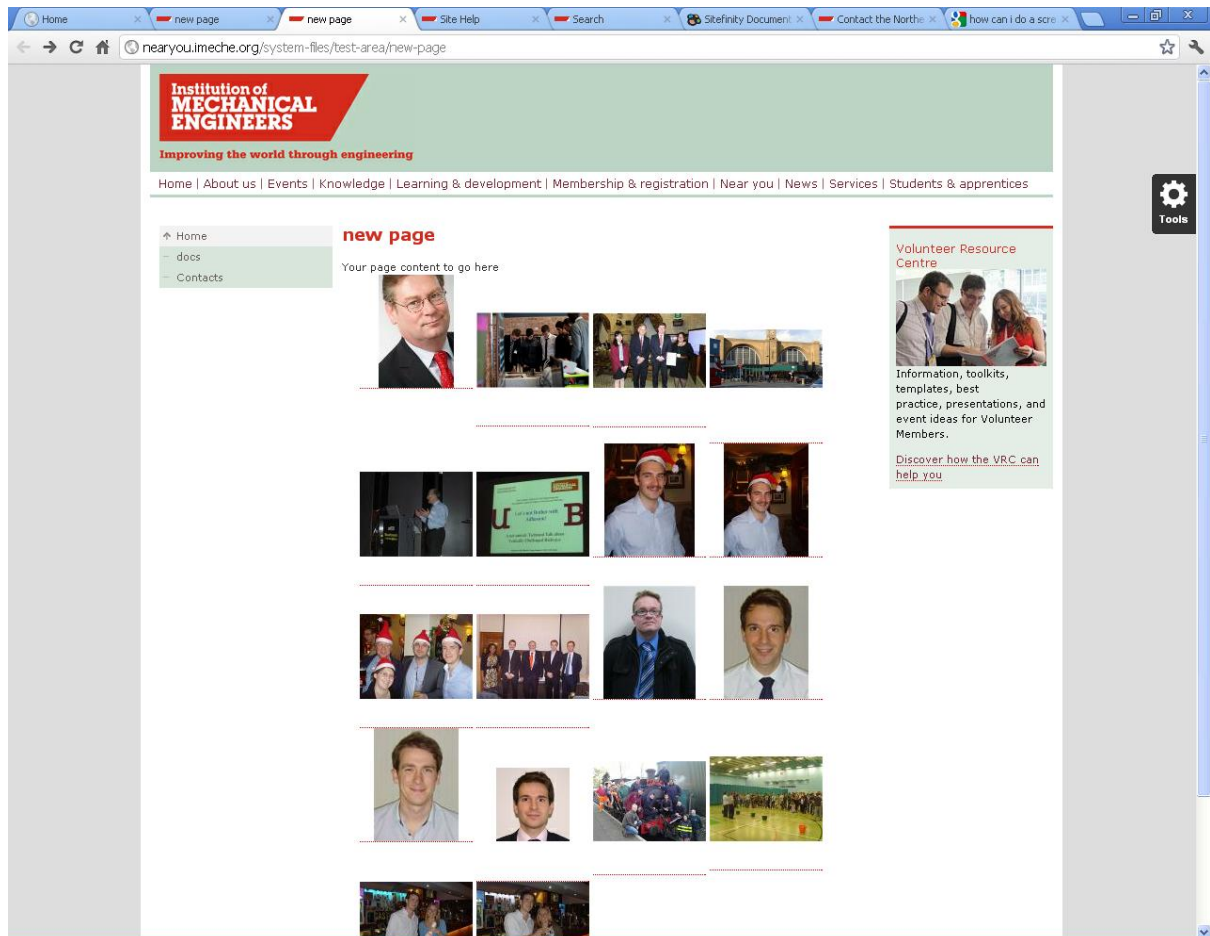 Home
new page
new page
Site Help
Search
Sitefinity Document
Contact the Northe
how can i do a scre
nearyou.imeche.org/system-files/test-area/new-page
Institution of
MECHANICAL
ENGINEERS
Improving the world through engineering
Home | About us | Events | Knowledge | Learning & development | Membership & registration | Near you | News | Services | Students & apprentices
Tools
Home
docs
Contacts
new page
Your page content to go here
U B
Volunteer Resource
Centre
Information, toolkits,
templates, best
practice, presentations, and
event ideas for Volunteer
Members.
Discover how the VRC can
help you